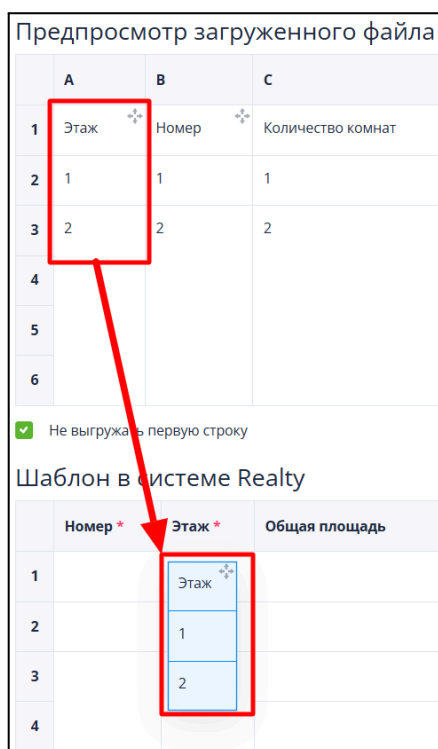 Предпросмотр загруженного файла
A B C
1 Этаж Номер Количество комнат
2 1 1 1
3 2 2 2
4
5
6
Не выгружать первую строку
Шаблон в системе Realty
Номер * Этаж * Общая площадь
1 Этаж
2 1
3 2
4